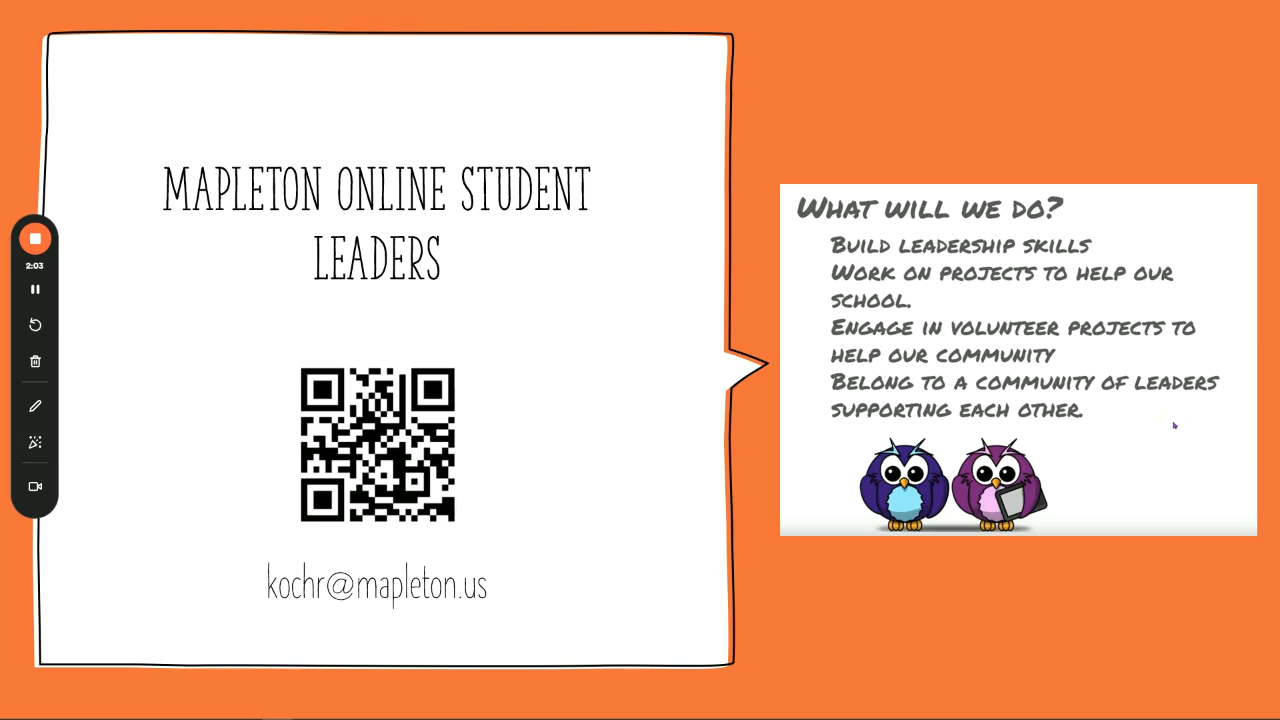 MAPLETON ONLINE STUDENT
LEADERS
kochr@mapleton.us
2:03
WHAT WILL WE DO?
BUILD LEADERSHIP SKILLS
WORK ON PROJECTS TO HELP OUR
SCHOOL.
ENGAGE IN VOLUNTEER PROJECTS TO
HELP OUR COMMUNITY
BELONG TO A COMMUNITY OF LEADERS
SUPPORTING EACH OTHER.